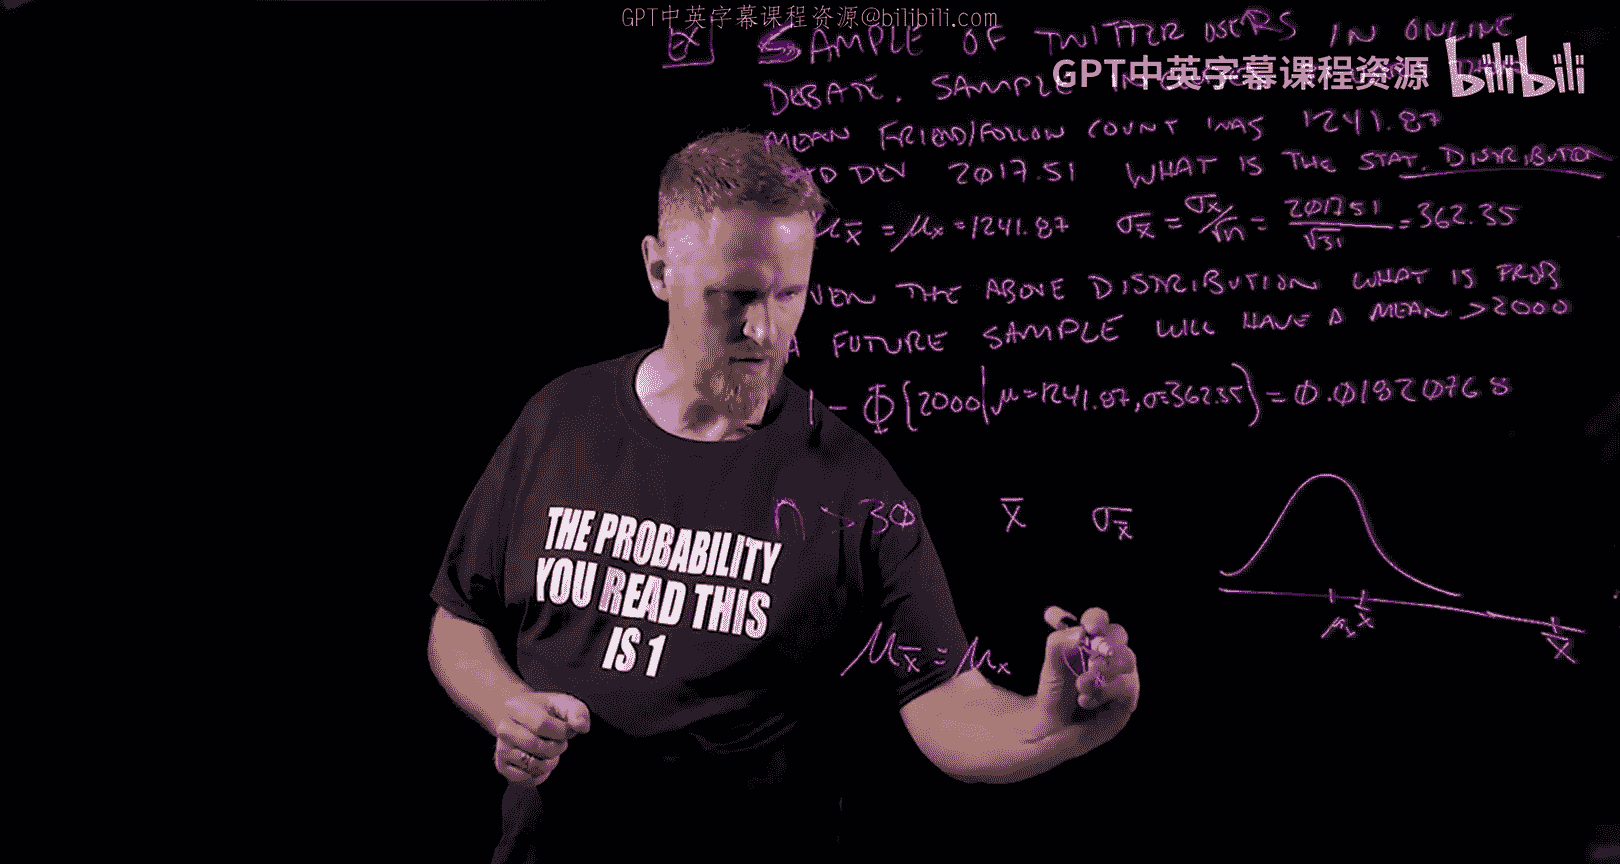 GPT中英字幕课程资源@bilibili.com
EX SAMPLE OF TWITTER USERS IN ONLINE
GPT中英字幕课程资源 bilibili
DEBATE. SAMPLE
MEAN FRIEND/FOLLOW COUNT WAS 1241.87
STD DEV 2017.51 WHAT IS THE STAT. DISTRIBUTION
μx̄ = μx = 1241.87 σx̄ = σx/√n = 201751/√31 = 362.35
THE ABOVE DISTRIBUTION WHAT IS PROB
A FUTURE SAMPLE WILL HAVE A MEAN >2000
1 - Φ(2000|μ=1241.87, σ=362.35) = 0.01820768
n > 30 x̄ σx̄
THE PROBABILITY
YOU READ THIS
IS 1
x̄
μx̄ = μx